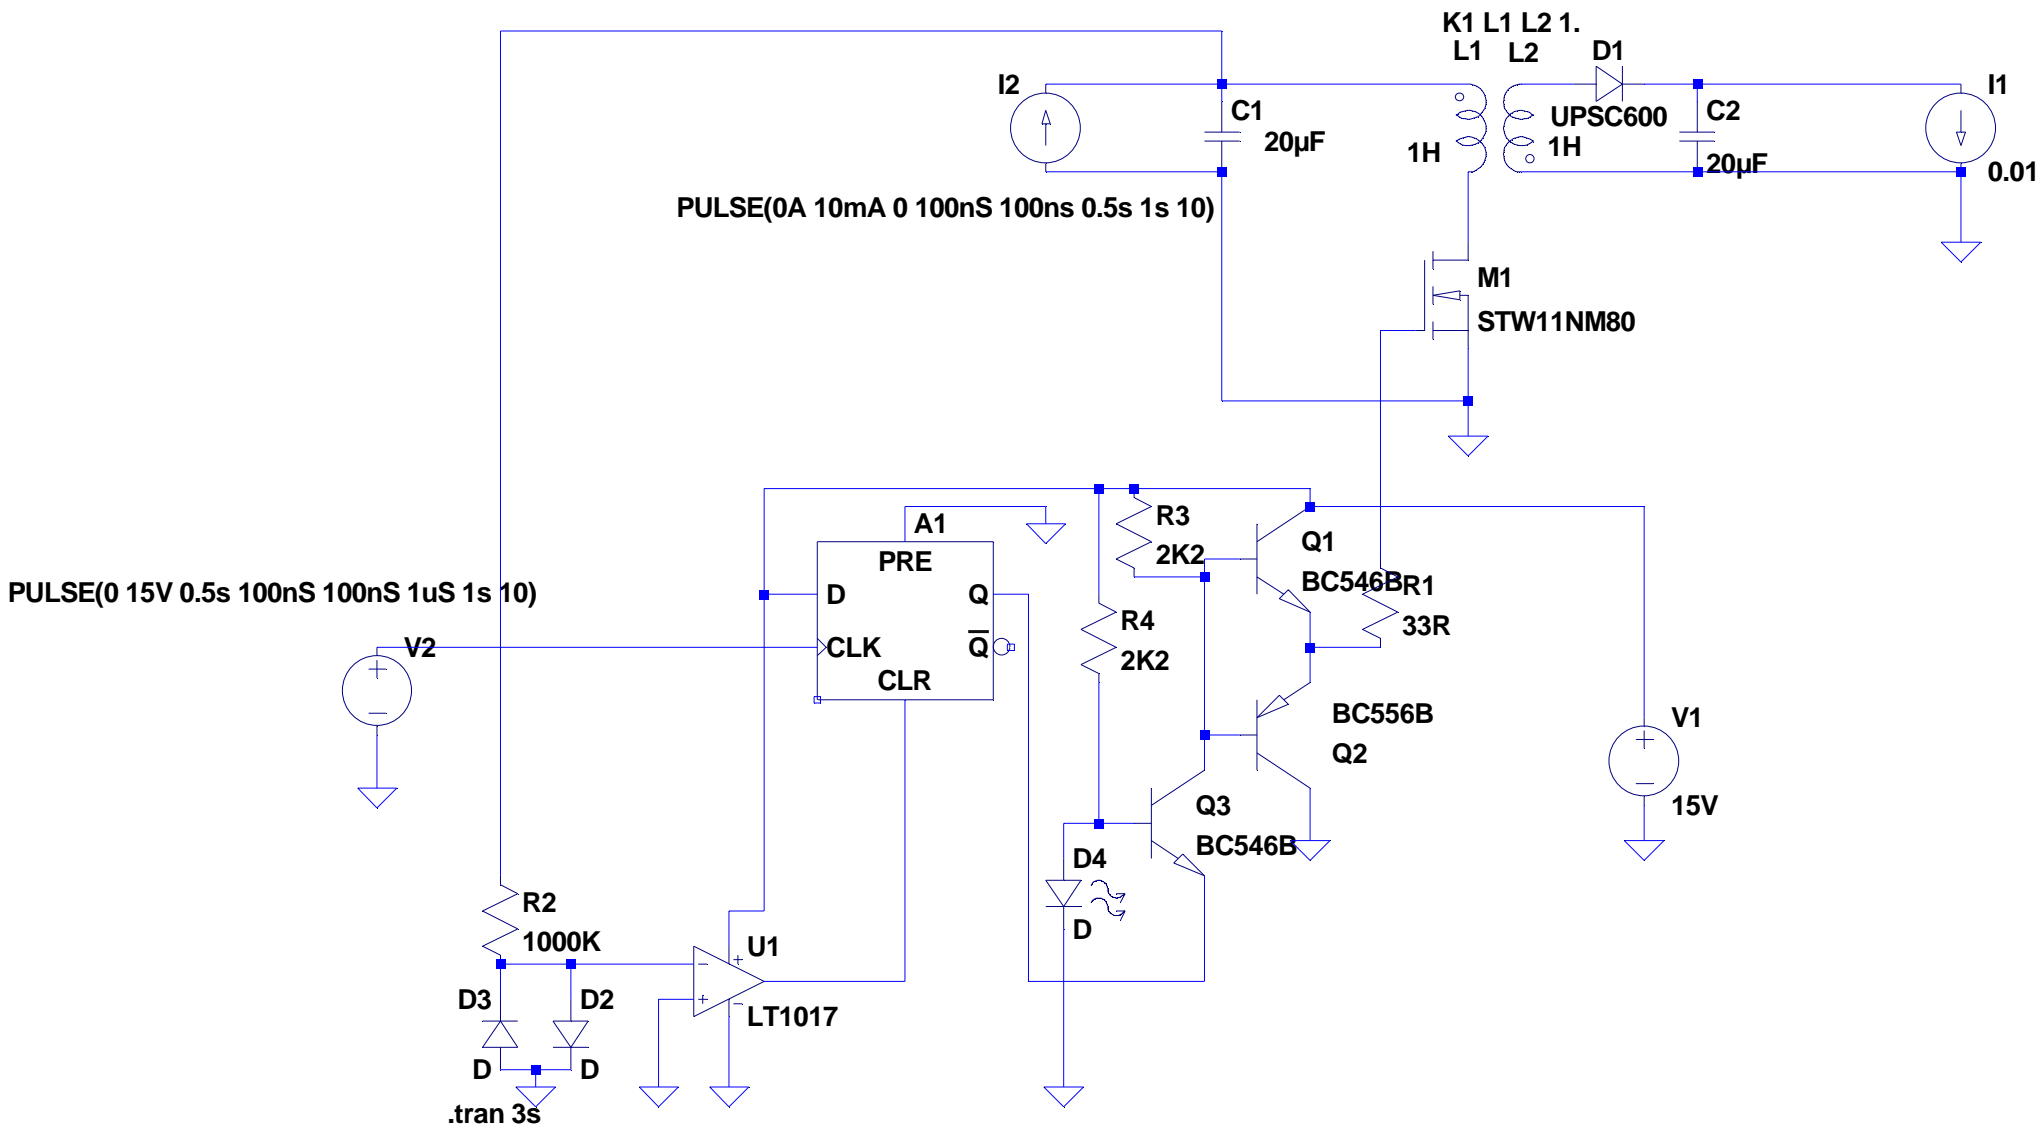 K1 L1 L2 1.
L1
L2
D1
I2
I1
C1
20µF
UPSC600
C2
1H
1H
20µF
0.01
PULSE(0A 10mA 0 100nS 100ns 0.5s 1s 10)
M1
STW11NM80
A1
PRE
R3
2K2
Q1
BC546B
R1
33R
PULSE(0 15V 0.5s 100nS 100nS 1uS 1s 10)
D
Q
R4
2K2
V2
CLK
Q
CLR
BC556B
Q2
V1
15V
Q3
BC546B
D4
D
R2
1000K
U1
LT1017
+
−
−
+
D3
D2
D
D
.tran 3s
+
−
+
−